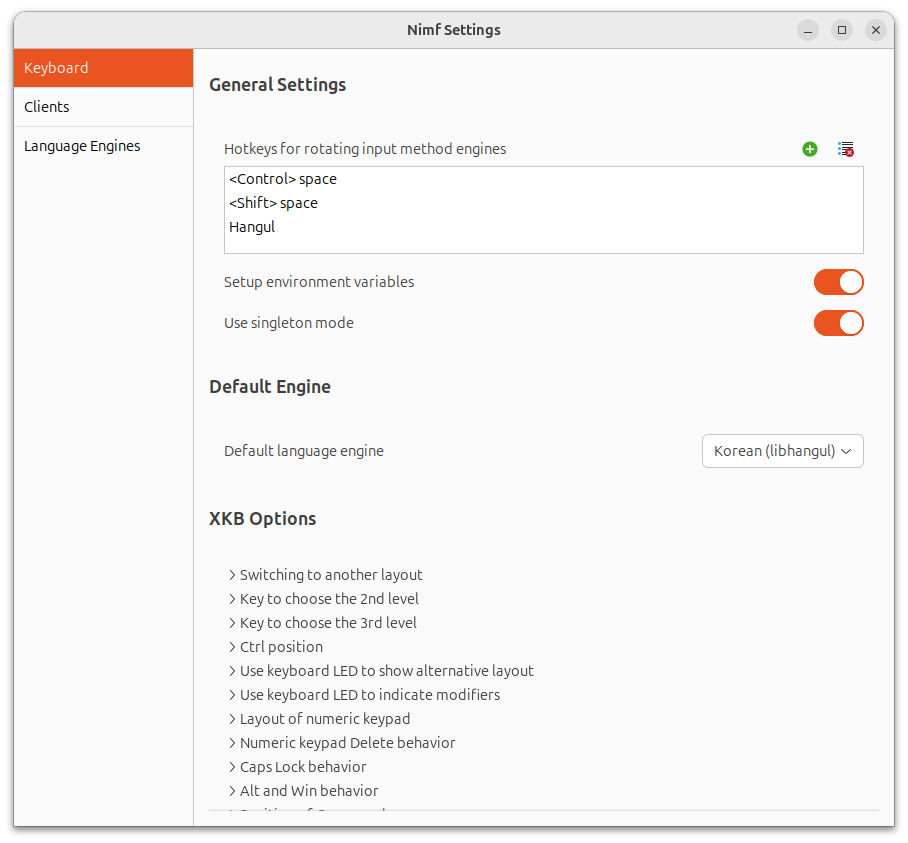 Nimf Settings
Keyboard
Clients
Language Engines
General Settings
Hotkeys for rotating input method engines
<Control> space
<Shift> space
Hangul
Setup environment variables
Use singleton mode
Default Engine
Default language engine
Korean (libhangul)
XKB Options
Switching to another layout
Key to choose the 2nd level
Key to choose the 3rd level
Ctrl position
Use keyboard LED to show alternative layout
Use keyboard LED to indicate modifiers
Layout of numeric keypad
Numeric keypad Delete behavior
Caps Lock behavior
Alt and Win behavior